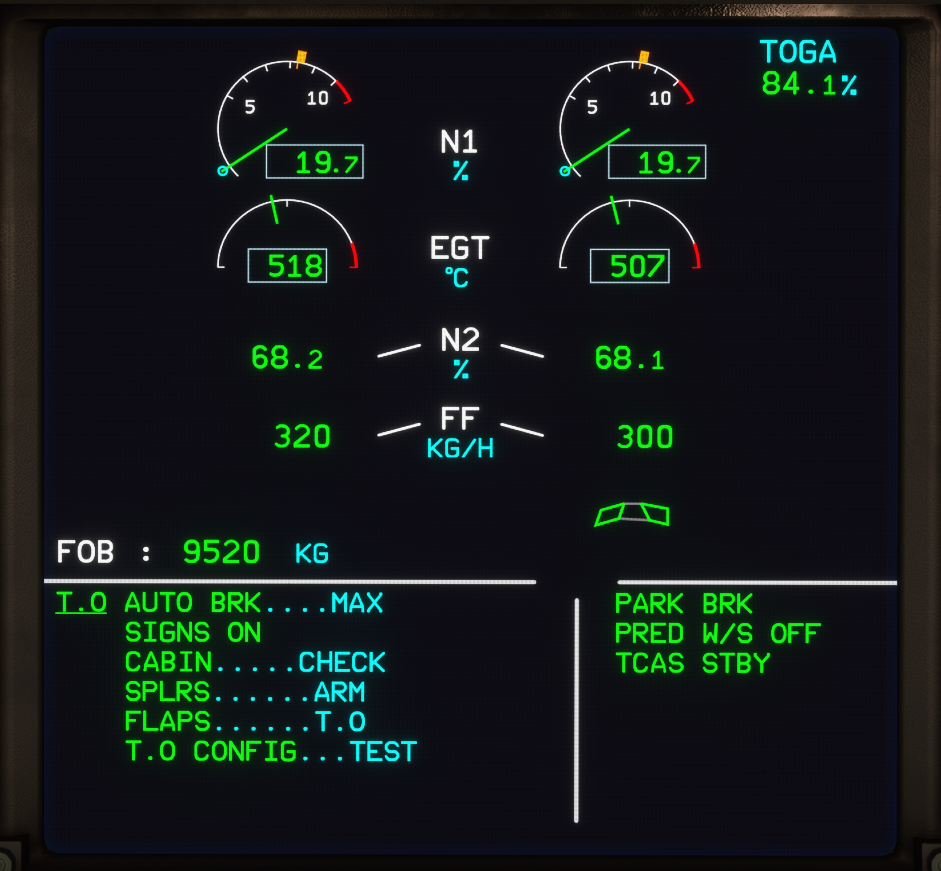 TOGA
84.1%
5 10 5 10
19.7 N1 % 19.7
518 EGT °C 507
68.2 N2 % 68.1
320 FF KG/H 300
FOB : 9520 KG
T.O AUTO BRK....MAX
SIGNS ON
CABIN.....CHECK
SPLRS......ARM
FLAPS......T.O
T.O CONFIG...TEST
PARK BRK
PRED W/S OFF
TCAS STBY